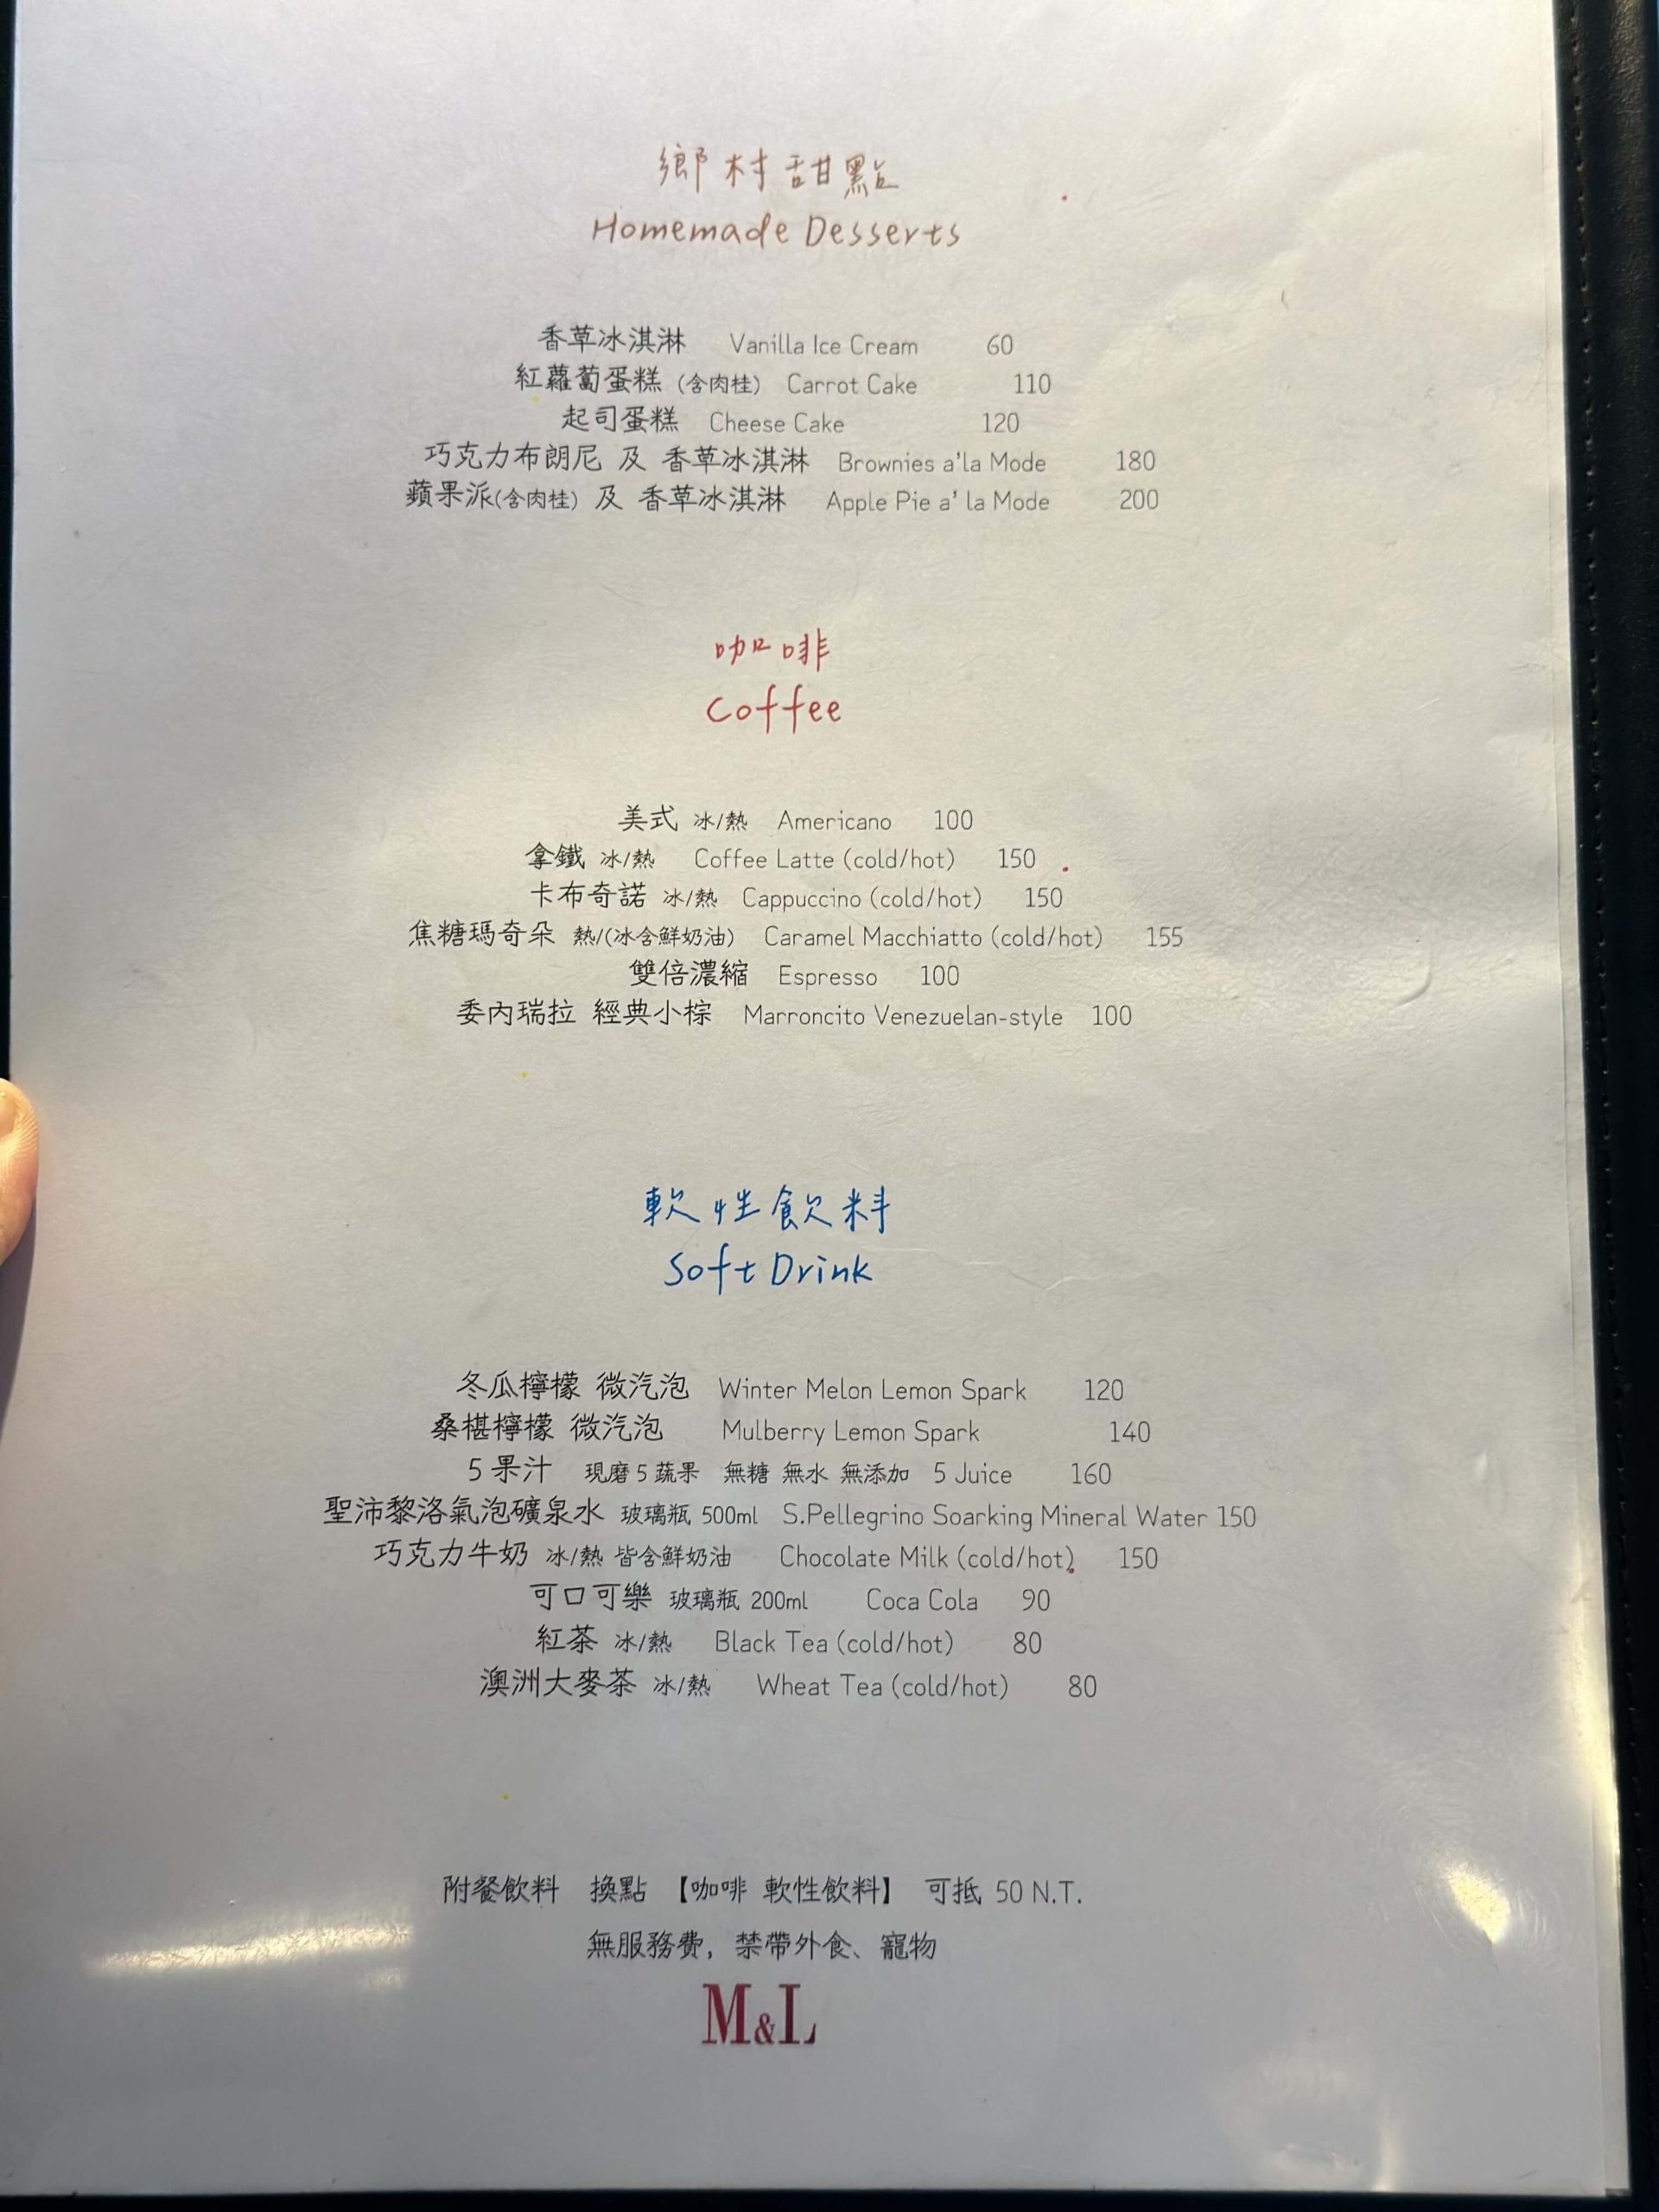 鄉村甜點
Homemade Desserts
香草冰淇淋 Vanilla Ice Cream 60
紅蘿蔔蛋糕 (含肉桂) Carrot Cake 110
起司蛋糕 Cheese Cake 120
巧克力布朗尼 及 香草冰淇淋 Brownies a'la Mode 180
蘋果派(含肉桂) 及 香草冰淇淋 Apple Pie a' la Mode 200
咖啡
Coffee
美式 冰/熱 Americano 100
拿鐵 冰/熱 Coffee Latte (cold/hot) 150
卡布奇諾 冰/熱 Cappuccino (cold/hot) 150
焦糖瑪奇朵 熱/(冰含鮮奶油) Caramel Macchiatto (cold/hot) 155
雙倍濃縮 Espresso 100
委內瑞拉 經典小棕 Marroncito Venezuelan-style 100
軟性飲料
Soft Drink
冬瓜檸檬 微汽泡 Winter Melon Lemon Spark 120
桑椹檸檬 微汽泡 Mulberry Lemon Spark 140
5 果汁 現磨 5 蔬果 無糖 無水 無添加 5 Juice 160
聖沛黎洛氣泡礦泉水 玻璃瓶 500ml S.Pellegrino Soarking Mineral Water 150
巧克力牛奶 冰/熱 皆含鮮奶油 Chocolate Milk (cold/hot) 150
可口可樂 玻璃瓶 200ml Coca Cola 90
紅茶 冰/熱 Black Tea (cold/hot) 80
澳洲大麥茶 冰/熱 Wheat Tea (cold/hot) 80
附餐飲料 換點 【咖啡 軟性飲料】 可抵 50 N.T.
無服務費，禁帶外食、寵物
M&L